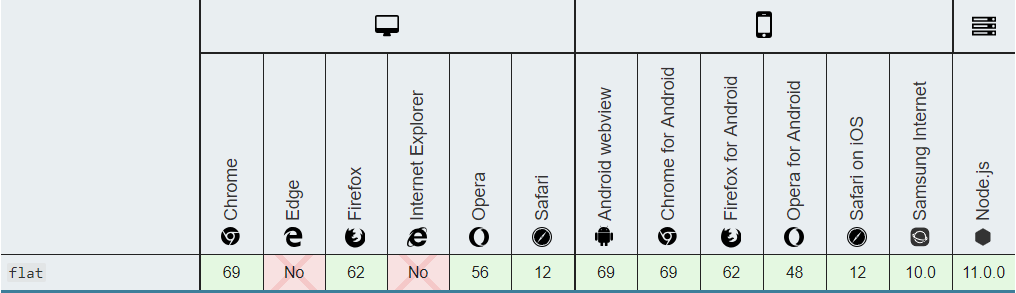 Chrome
Edge
Firefox
Internet Explorer
Opera
Safari
Android webview
Chrome for Android
Firefox for Android
Opera for Android
Safari on iOS
Samsung Internet
Node.js
flat 69 No 62 No 56 12 69 69 62 48 12 10.0 11.0.0